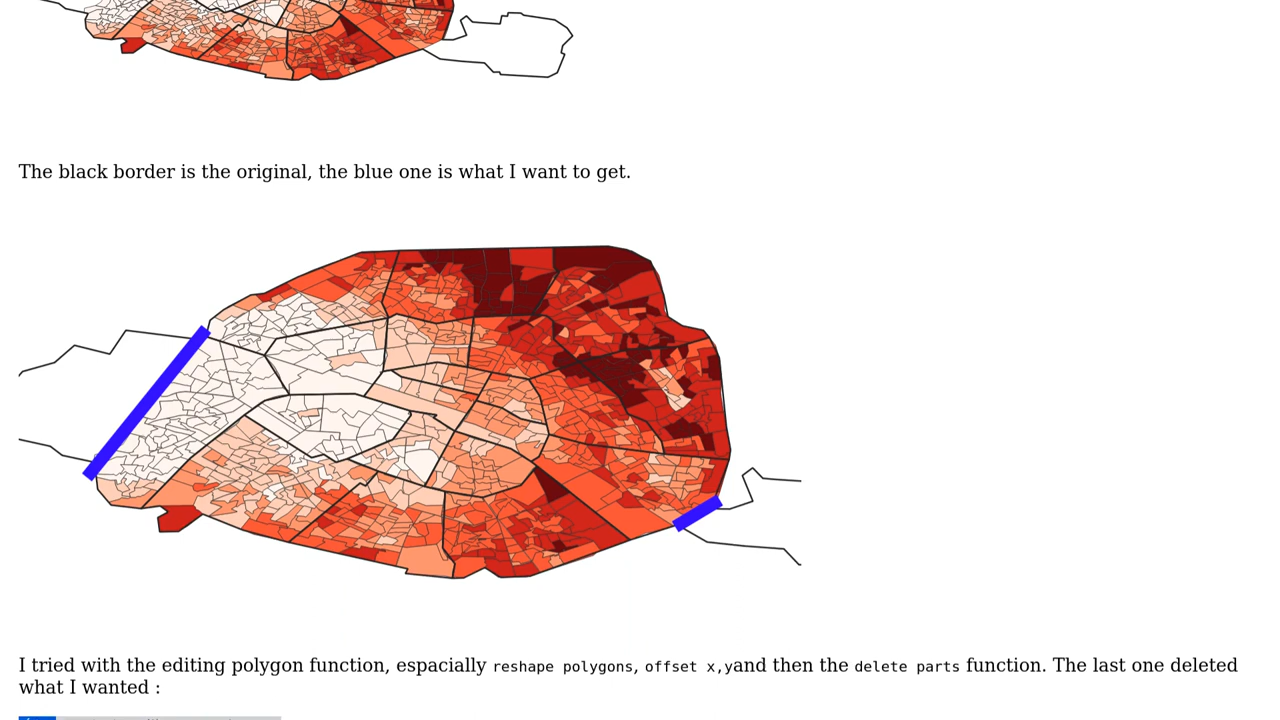 The black border is the original, the blue one is what I want to get.
I tried with the editing polygon function, espacially reshape polygons, offset x,yand then the delete parts function. The last one deleted
what I wanted :